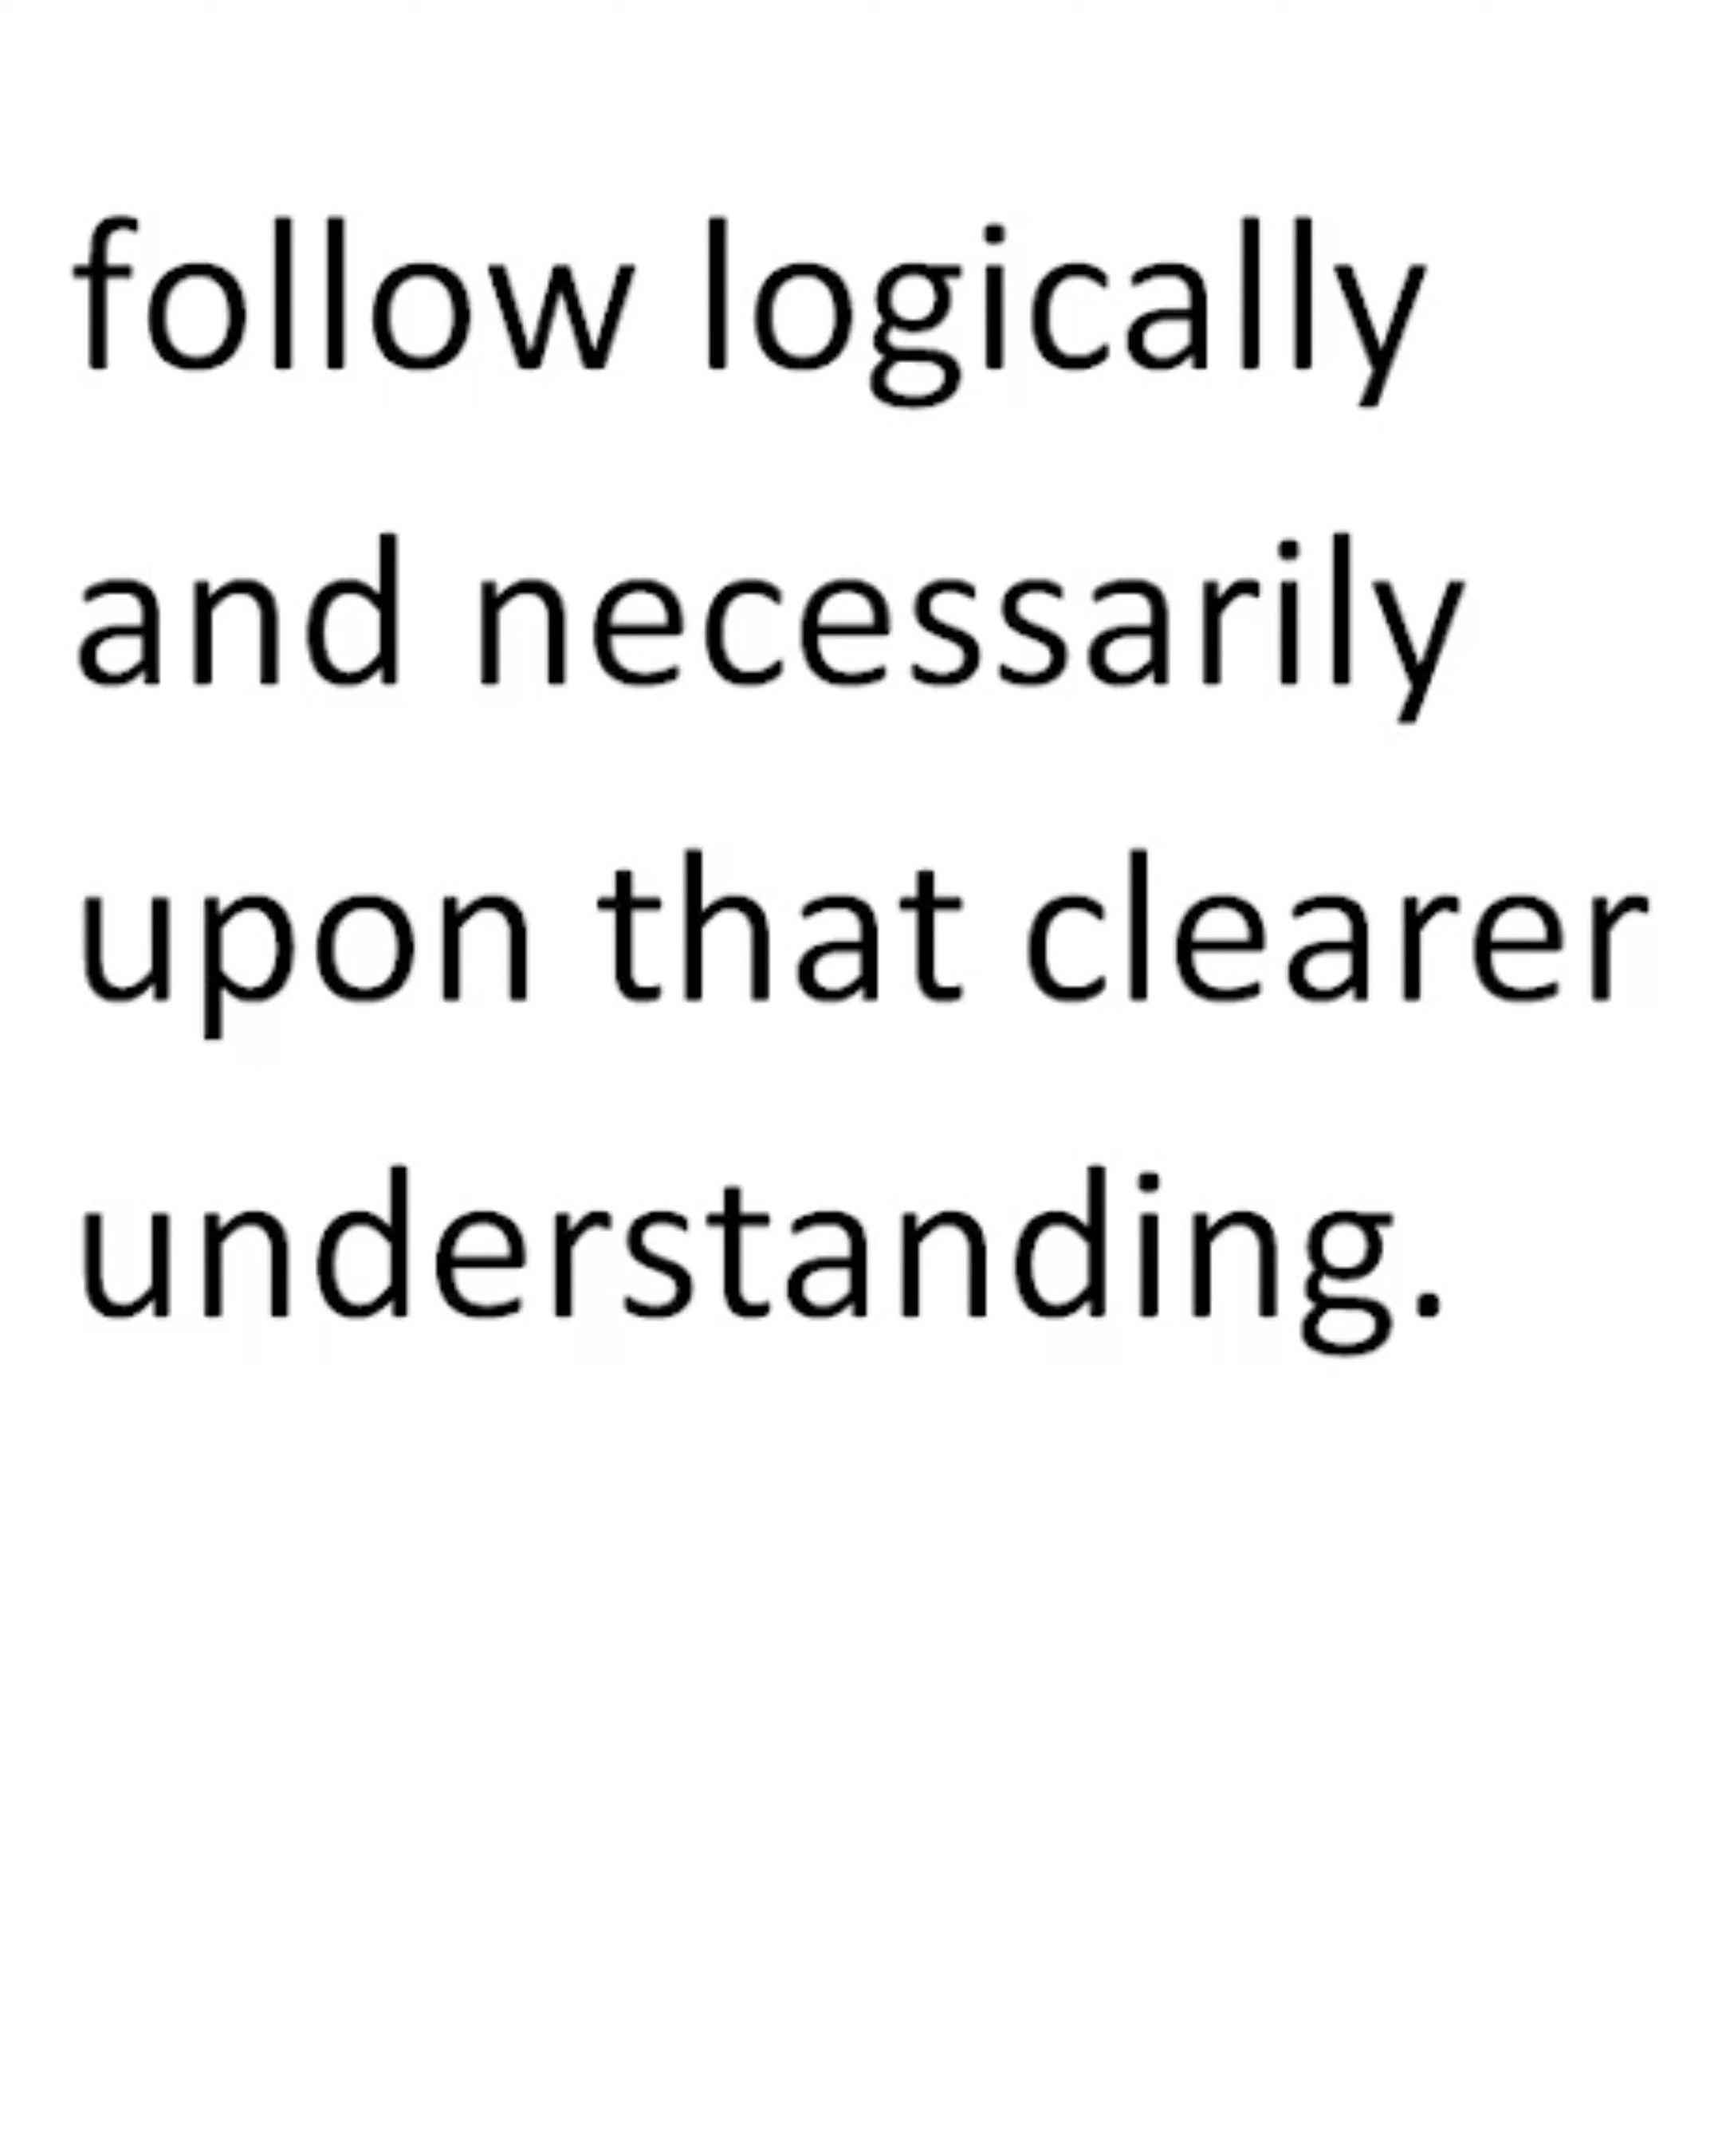 follow logically
and necessarily
upon that clearer
understanding.